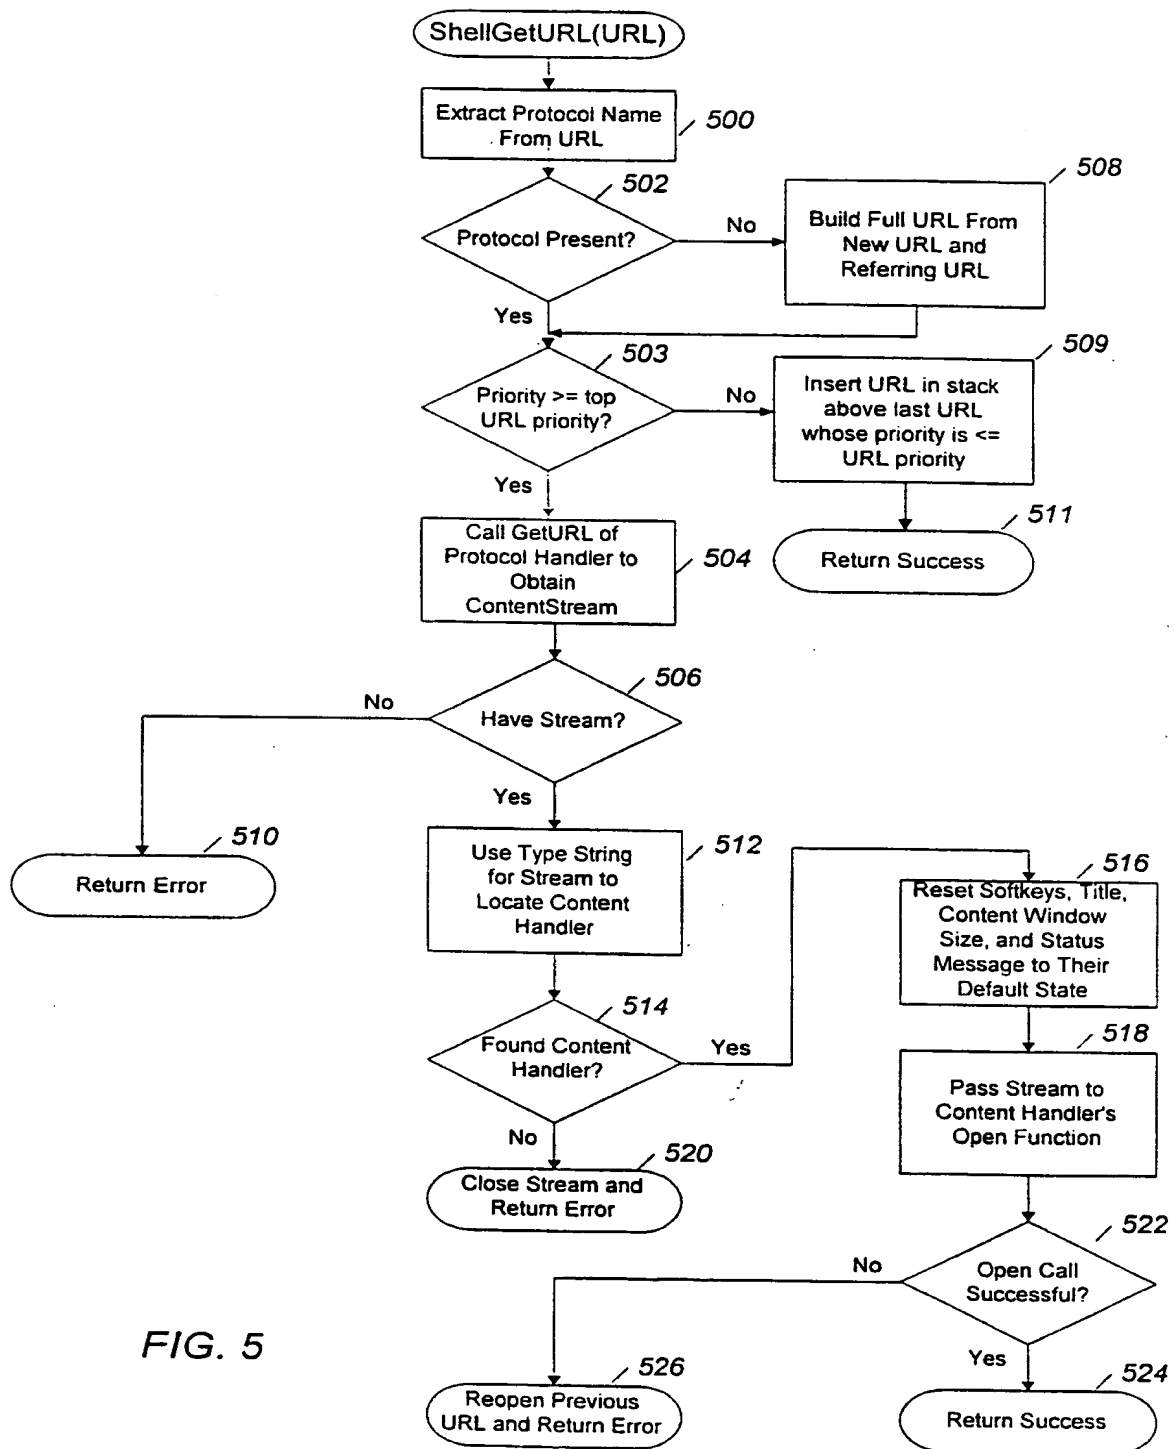 ShellGetURL(URL)
Extract Protocol Name
From URL
500
502
Protocol Present?
No
508
Build Full URL From
New URL and
Referring URL
Yes
503
Priority >= top
URL priority?
No
509
Insert URL in stack
above last URL
whose priority is <=
URL priority
Yes
511
Return Success
Call GetURL of
Protocol Handler to
Obtain
ContentStream
504
506
Have Stream?
No
Yes
510
Return Error
Use Type String
for Stream to
Locate Content
Handler
512
516
Reset Softkeys, Title,
Content Window
Size, and Status
Message to Their
Default State
514
Found Content
Handler?
Yes
No
518
Pass Stream to
Content Handler's
Open Function
520
Close Stream and
Return Error
522
Open Call
Successful?
No
Yes
526
Reopen Previous
URL and Return Error
524
Return Success
FIG. 5